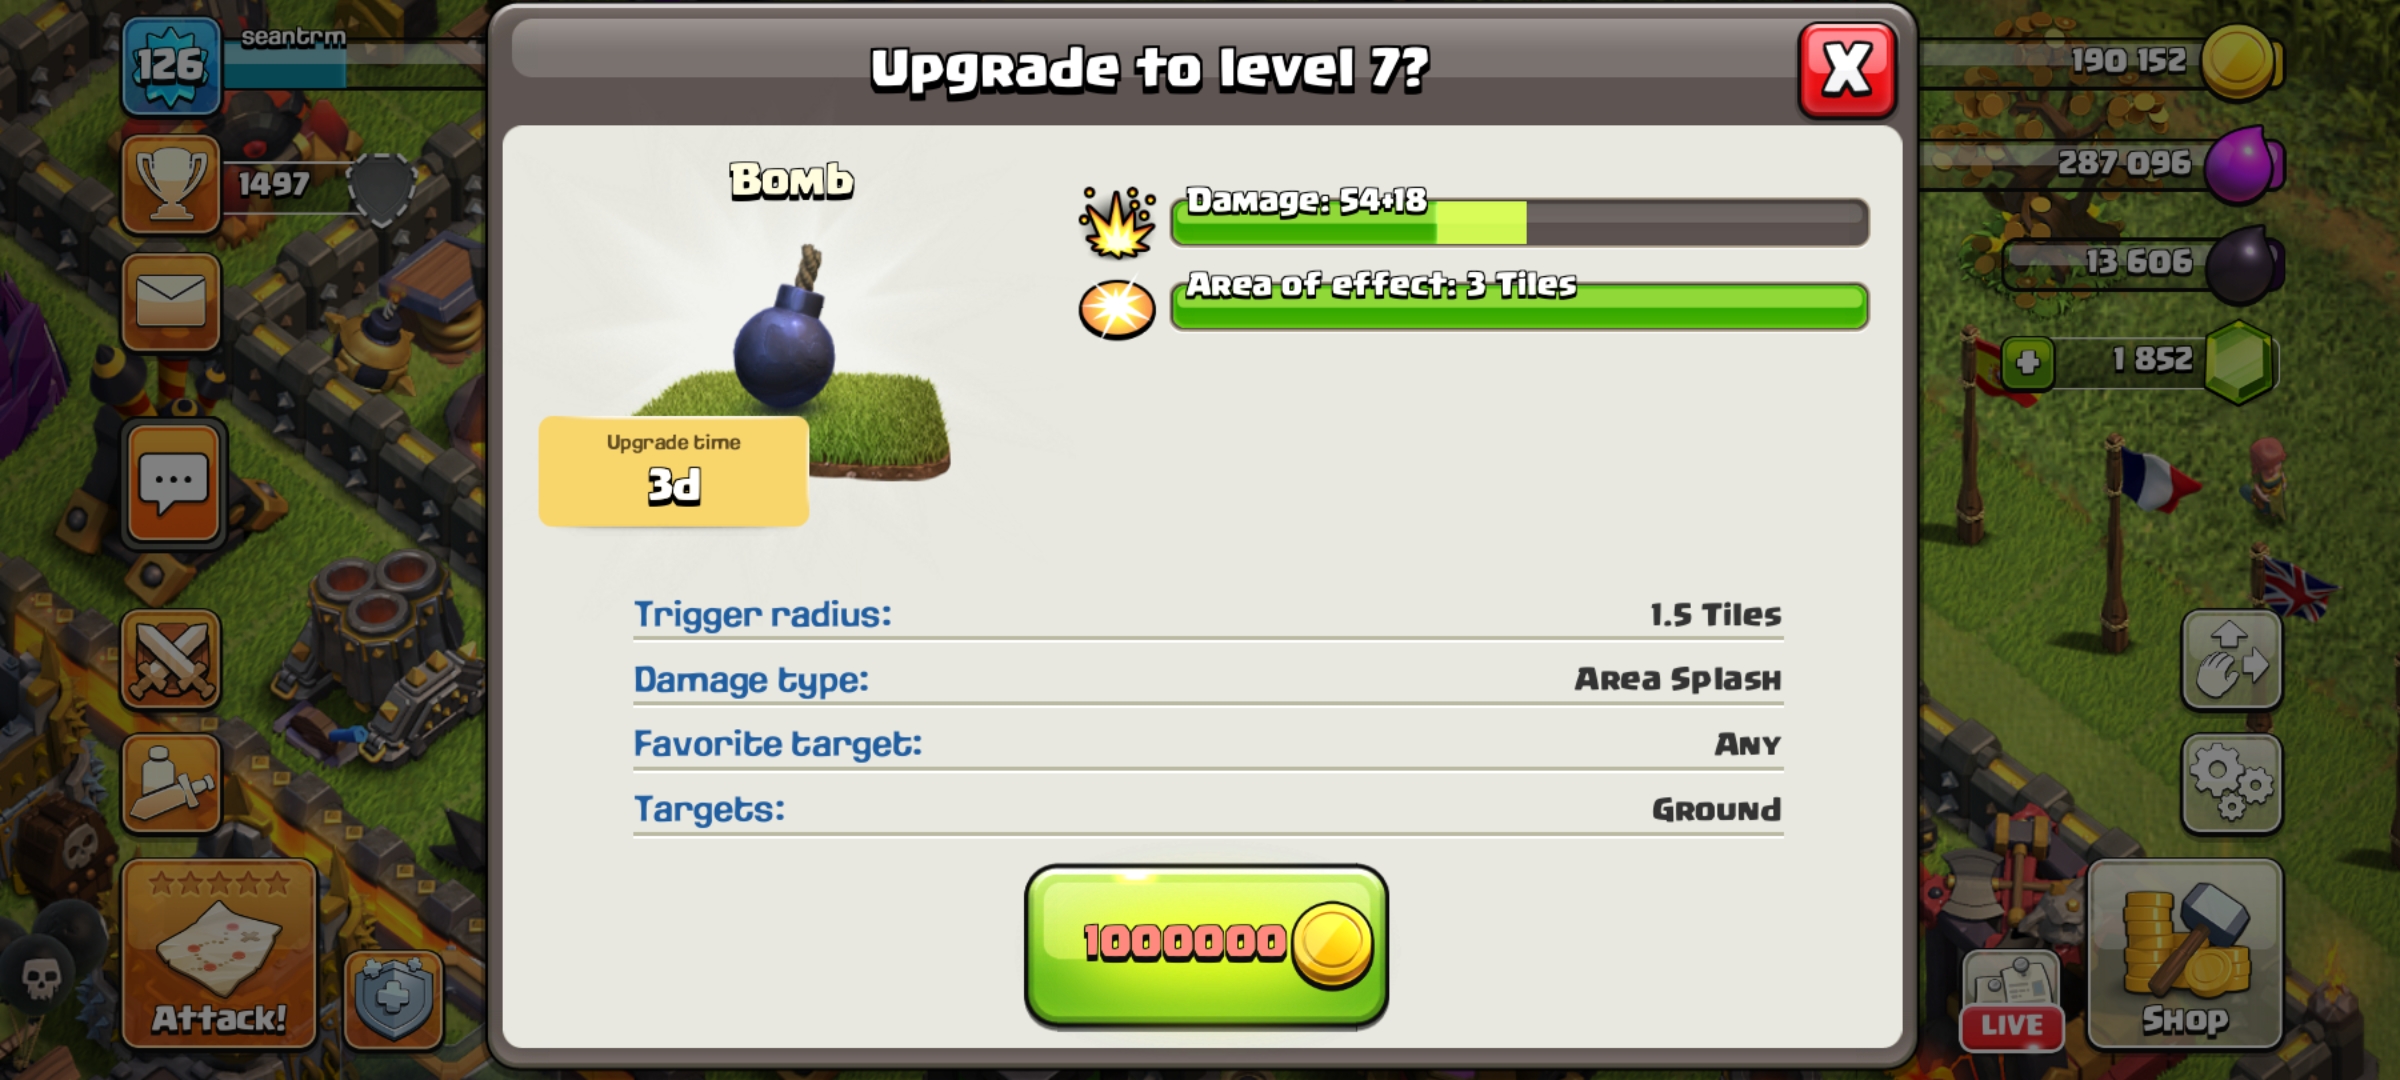 126
seantrm
Upgrade to level 7?
X
190 152
Bomb
287 096
1497
Damage: 54+18
Area of effect: 3 Tiles
13 606
1 852
Upgrade time
3d
Trigger radius: 1.5 Tiles
Damage type: Area Splash
Favorite target: Any
Targets: Ground
1000000
Attack!
LIVE
Shop